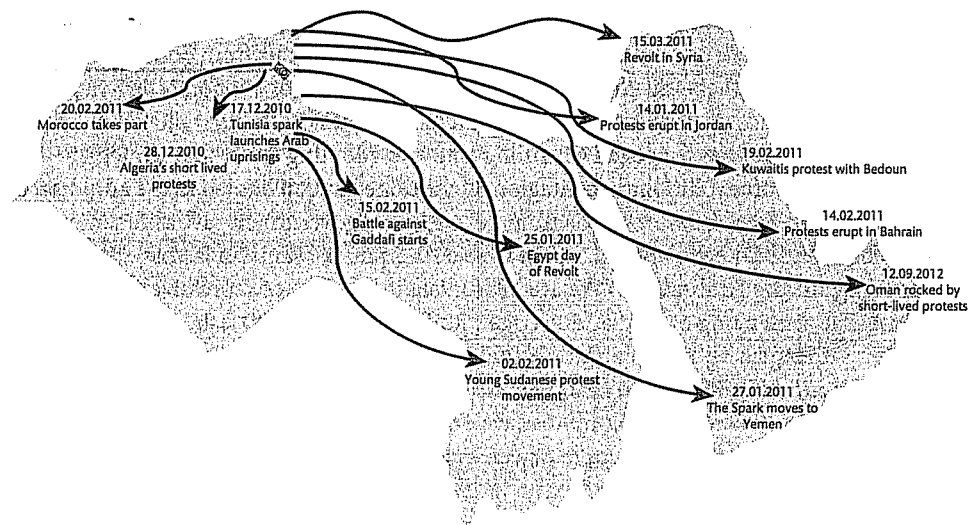 15.03.2011
Revolt in Syria
20.02.2011
Morocco takes part
17.12.2010
Tunisia spark
launches Arab
uprisings
14.01.2011
Protests erupt in Jordan
28.12.2010
Algeria's short lived
protests
19.02.2011
Kuwaitis protest with Bedoun
15.02.2011
Battle against
Gaddafi starts
14.02.2011
Protests erupt in Bahrain
25.01.2011
Egypt day
of Revolt
12.09.2012
Oman rocked by
short-lived protests
02.02.2011
Young Sudanese protest
movement
27.01.2011
The Spark moves to
Yemen